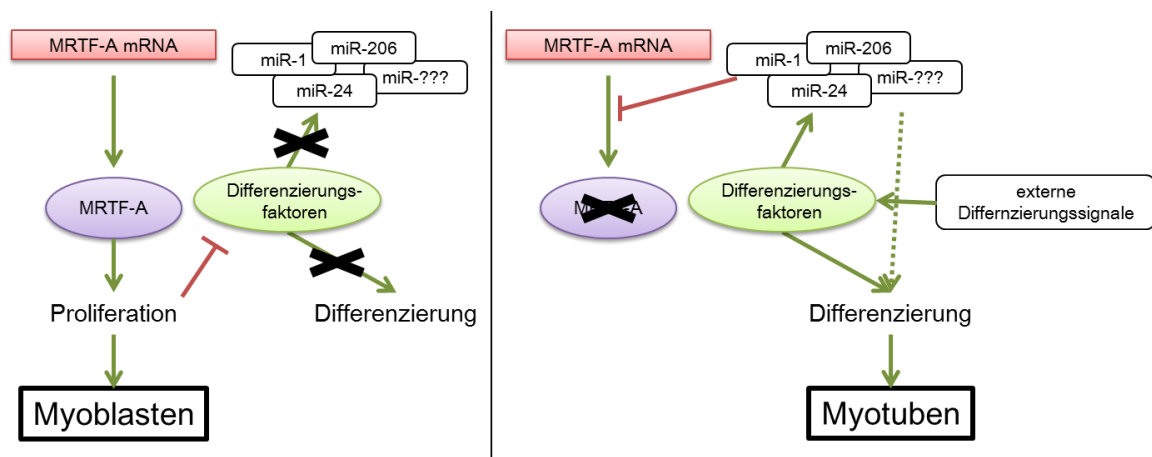 MRTF-A mRNA
miR-206
miR-1
miR-???
miR-24
MRTF-A
Differenzierungs-
faktoren
Proliferation
Differenzierung
Myoblasten
MRTF-A mRNA
miR-206
miR-1
miR-???
miR-24
Differenzierungs-
faktoren
externe
Differnzierungssignale
Differenzierung
Myotuben